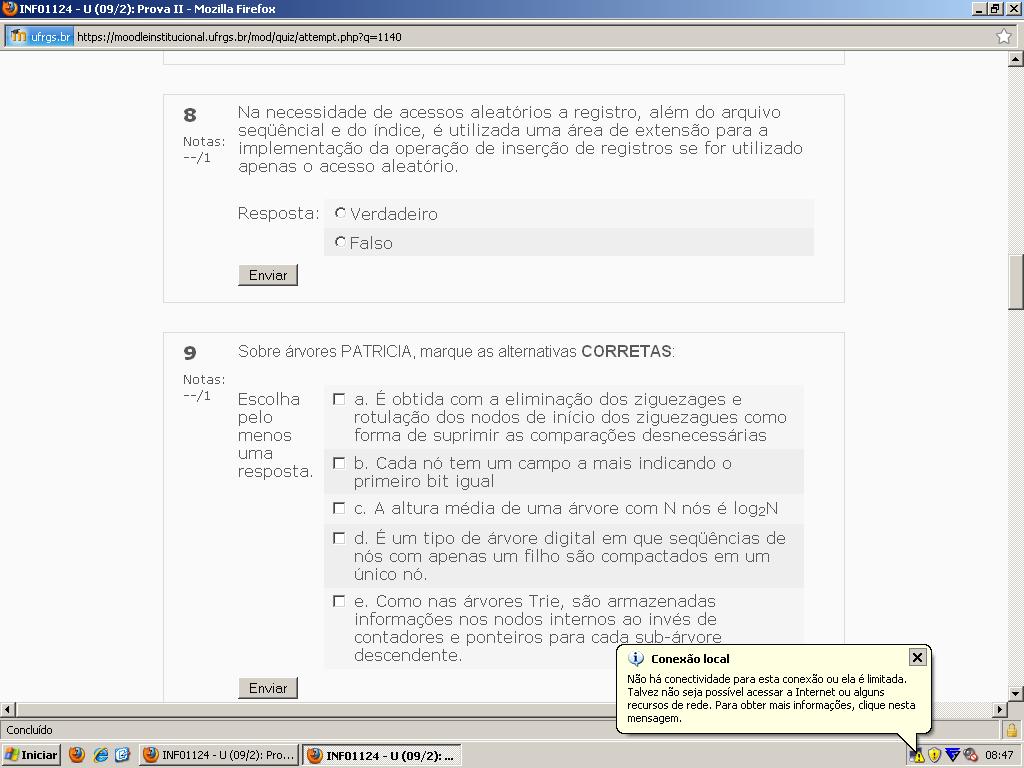 INF01124 - U (09/2): Prova II - Mozilla Firefox
ufrgs.br https://moodleinstitucional.ufrgs.br/mod/quiz/attempt.php?q=1140
8
Notas:
--/1
Na necessidade de acessos aleatórios a registro, além do arquivo
seqüêncial e do índice, é utilizada uma área de extensão para a
implementação da operação de inserção de registros se for utilizado
apenas o acesso aleatório.
Resposta:
Verdadeiro
Falso
Enviar
9
Notas:
--/1
Sobre árvores PATRICIA, marque as alternativas CORRETAS:
Escolha
pelo
menos
uma
resposta.
a. É obtida com a eliminação dos ziguezages e
rotulação dos nodos de início dos ziguezagues como
forma de suprimir as comparações desnecessárias
b. Cada nó tem um campo a mais indicando o
primeiro bit igual
c. A altura média de uma árvore com N nós é log2N
d. É um tipo de árvore digital em que seqüências de
nós com apenas um filho são compactados em um
único nó.
e. Como nas árvores Trie, são armazenadas
informações nos nodos internos ao invés de
contadores e ponteiros para cada sub-árvore
descendente.
Enviar
Conexão local
Não há conectividade para esta conexão ou ela é limitada.
Talvez não seja possível acessar a Internet ou alguns
recursos de rede. Para obter mais informações, clique nesta
mensagem.
Concluído
Iniciar
INF01124 - U (09/2): Pro...
INF01124 - U (09/2): ...
08:47